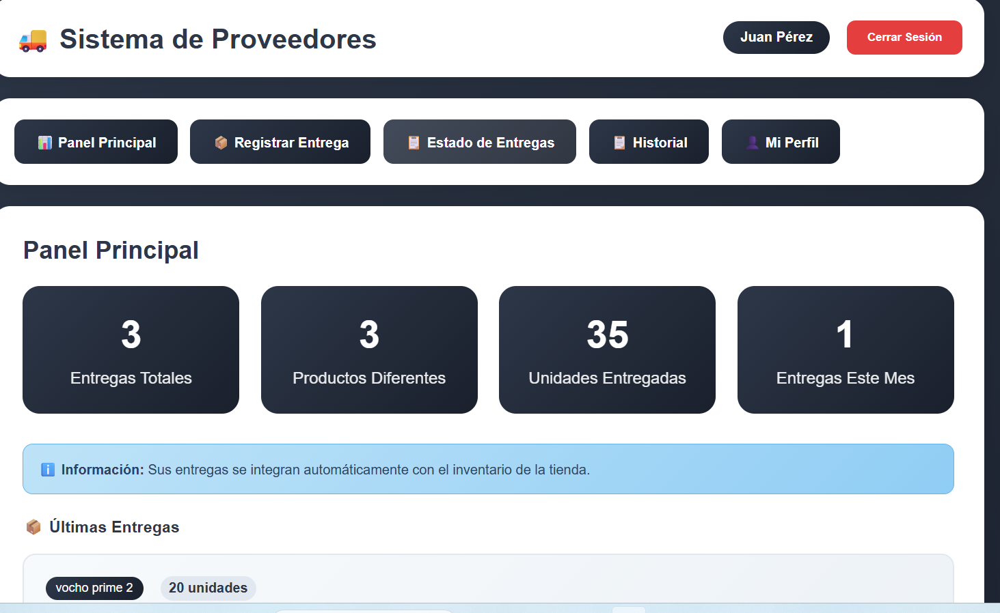 Sistema de Proveedores
Juan Pérez
Cerrar Sesión
Panel Principal
Registrar Entrega
Estado de Entregas
Historial
Mi Perfil
Panel Principal
3
Entregas Totales
3
Productos Diferentes
35
Unidades Entregadas
1
Entregas Este Mes
Información: Sus entregas se integran automáticamente con el inventario de la tienda.
Últimas Entregas
vocho prime 2
20 unidades